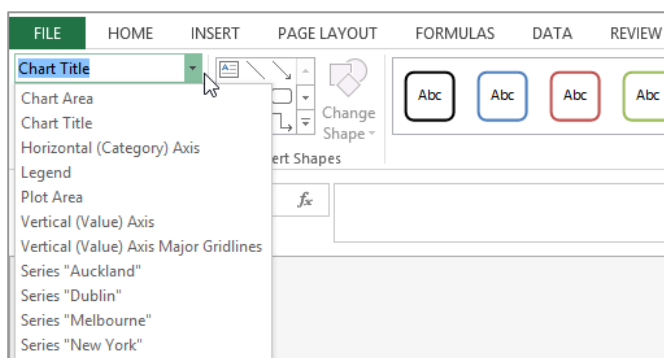 FILE HOME INSERT PAGE LAYOUT FORMULAS DATA REVIEW
Chart Title
Chart Area
Chart Title
Horizontal (Category) Axis
Legend
Plot Area
Vertical (Value) Axis
Vertical (Value) Axis Major Gridlines
Series "Auckland"
Series "Dublin"
Series "Melbourne"
Series "New York"
A
Change
Shape
ert Shapes
Abc Abc Abc Abc
fx